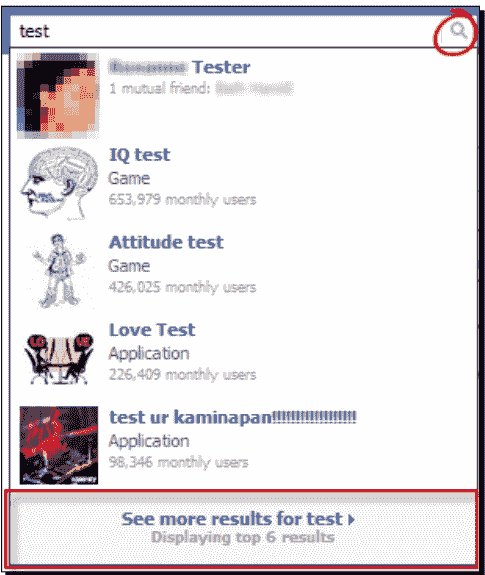 test
Tester
1 mutual friend:
IQ test
Game
653,979 monthly users
Attitude test
Game
426,025 monthly users
Love Test
Application
226,409 monthly users
test ur kaminapan!!!!!!!!!!!!!!!!!!!
Application
98,346 monthly users
See more results for test
Displaying top 6 results